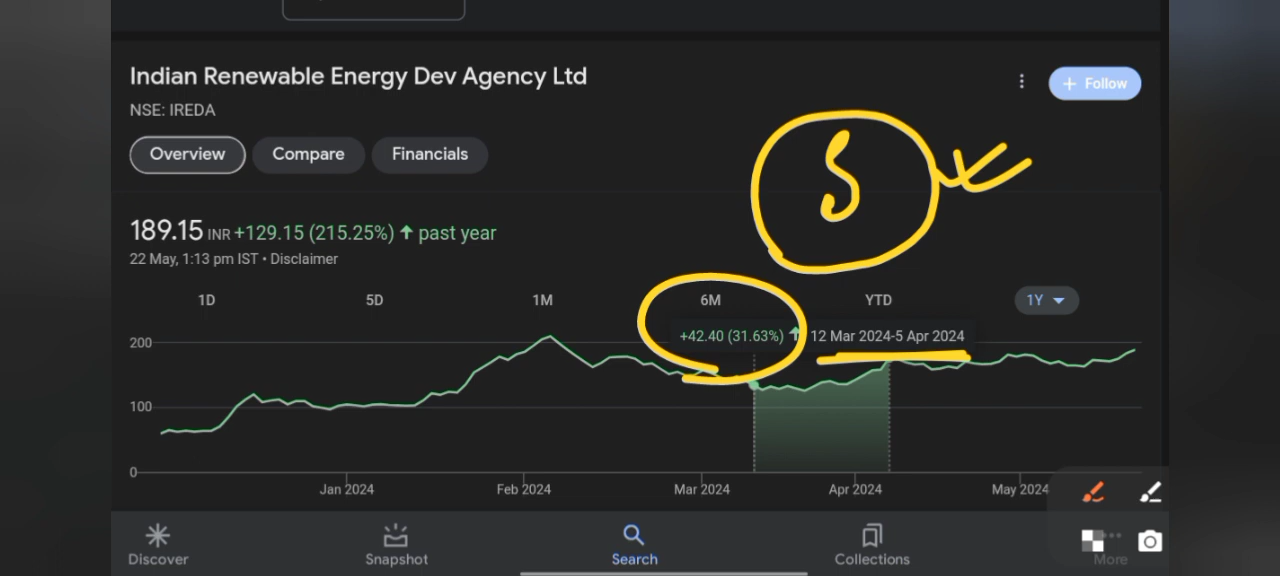 Indian Renewable Energy Dev Agency Ltd
Follow
NSE: IREDA
Overview Compare Financials
S
189.15 INR +129.15 (215.25%) ↑ past year
22 May, 1:13 pm IST • Disclaimer
1D 5D 1M 6M YTD 1Y
+42.40 (31.63%) ↑ 12 Mar 2024-5 Apr 2024
200
100
0
Jan 2024 Feb 2024 Mar 2024 Apr 2024 May 2024
Discover Snapshot Search Collections More